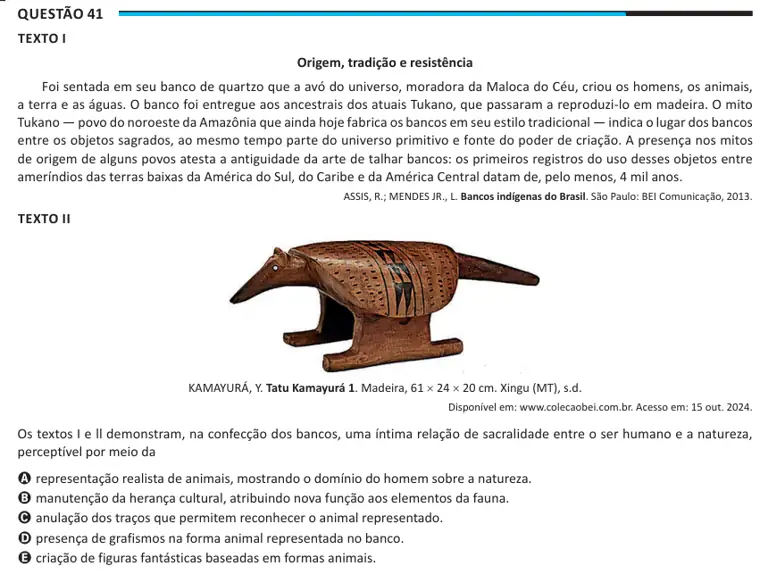 QUESTÃO 41
TEXTO I
Origem, tradição e resistência
Foi sentada em seu banco de quartzo que a avó do universo, moradora da Maloca do Céu, criou os homens, os animais,
a terra e as águas. O banco foi entregue aos ancestrais dos atuais Tukano, que passaram a reproduzi-lo em madeira. O mito
Tukano — povo do noroeste da Amazônia que ainda hoje fabrica os bancos em seu estilo tradicional — indica o lugar dos bancos
entre os objetos sagrados, ao mesmo tempo parte do universo primitivo e fonte do poder de criação. A presença nos mitos
de origem de alguns povos atesta a antiguidade da arte de talhar bancos: os primeiros registros do uso desses objetos entre
ameríndios das terras baixas da América do Sul, do Caribe e da América Central datam de, pelo menos, 4 mil anos.
ASSIS, R.; MENDES JR., L. Bancos indígenas do Brasil. São Paulo: BEI Comunicação, 2013.
TEXTO II
KAMAYURÁ, Y. Tatu Kamayurá 1. Madeira, 61 × 24 × 20 cm. Xingu (MT), s.d.
Disponível em: www.colecaobei.com.br. Acesso em: 15 out. 2024.
Os textos I e ll demonstram, na confecção dos bancos, uma íntima relação de sacralidade entre o ser humano e a natureza,
perceptível por meio da
A representação realista de animais, mostrando o domínio do homem sobre a natureza.
B manutenção da herança cultural, atribuindo nova função aos elementos da fauna.
C anulação dos traços que permitem reconhecer o animal representado.
D presença de grafismos na forma animal representada no banco.
E criação de figuras fantásticas baseadas em formas animais.